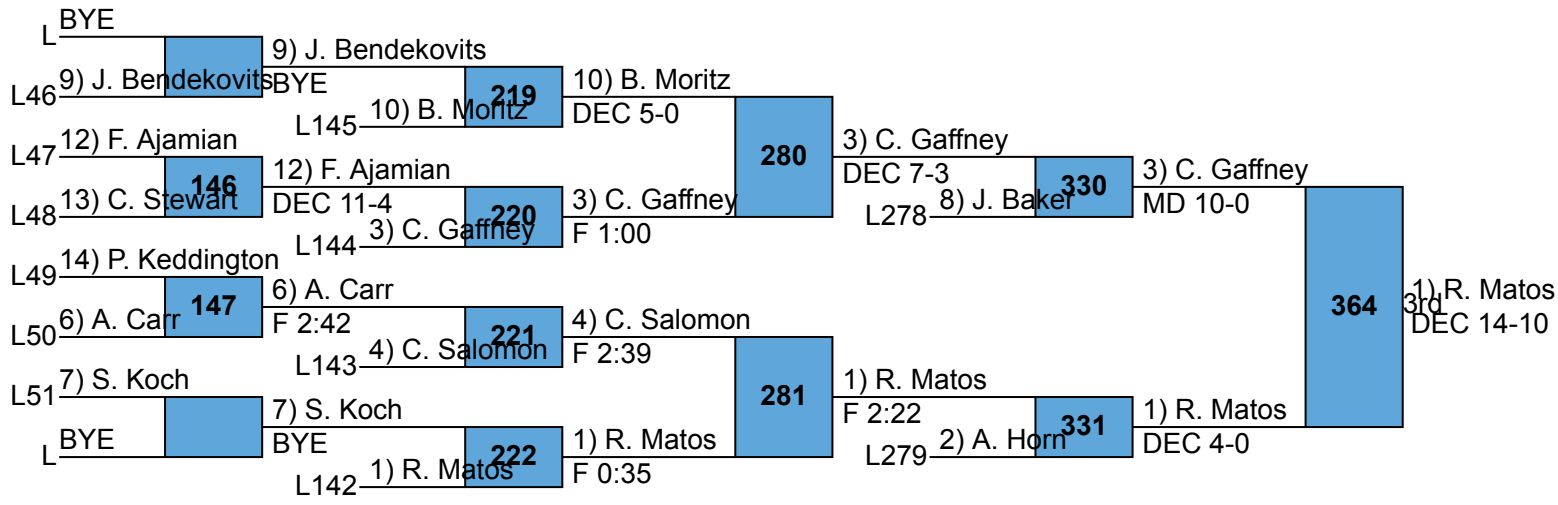 BYE
L
9) J. Bendekovits
L46
9) J. Bendekovits
BYE
12) F. Ajamian
L47
146
13) C. Stewart
L48
12) F. Ajamian
DEC 11-4
14) P. Keddington
L49
147
6) A. Carr
L50
6) A. Carr
F 2:42
7) S. Koch
L51
BYE
L
7) S. Koch
BYE
219
10) B. Moritz
L145
10) B. Moritz
DEC 5-0
220
3) C. Gaffney
L144
3) C. Gaffney
F 1:00
221
4) C. Salomon
L143
4) C. Salomon
F 2:39
222
1) R. Matos
L142
1) R. Matos
F 0:35
280
3) C. Gaffney
DEC 7-3
281
1) R. Matos
F 2:22
330
8) J. Baker
L278
3) C. Gaffney
MD 10-0
331
2) A. Horn
L279
1) R. Matos
DEC 4-0
364
3rd
1) R. Matos
DEC 14-10